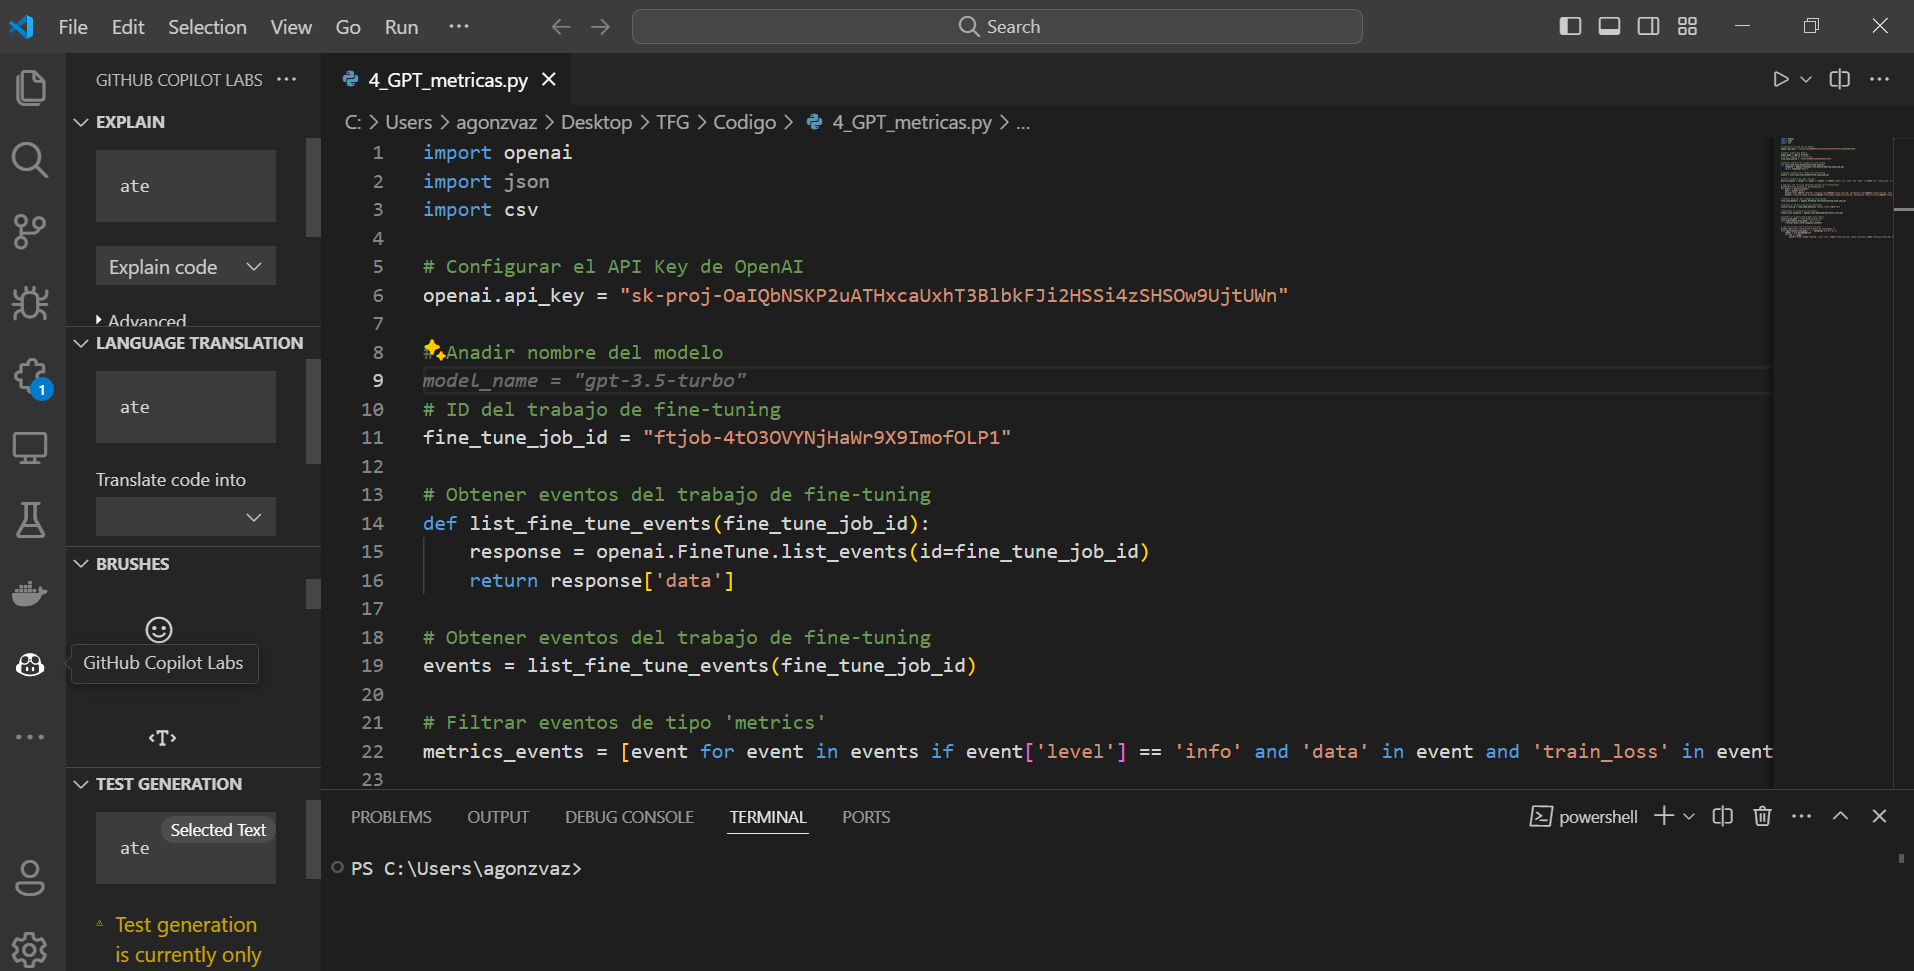 File Edit Selection View Go Run ··· Search
GITHUB COPILOT LABS ···
EXPLAIN
ate
Explain code
Advanced
LANGUAGE TRANSLATION
ate
1
Translate code into
BRUSHES
GitHub Copilot Labs
<T>
TEST GENERATION
Selected Text
ate
Test generation
is currently only
4_GPT_metricas.py
C: > Users > agonzvaz > Desktop > TFG > Codigo > 4_GPT_metricas.py > ...
1 import openai
2 import json
3 import csv
4
5 # Configurar el API Key de OpenAI
6 openai.api_key = "sk-proj-OaIQbNSKP2uATHxcaUxhT3BlbkFJi2HSSi4zSHSOw9UjtUWn"
7
8 # Anadir nombre del modelo
9 model_name = "gpt-3.5-turbo"
10 # ID del trabajo de fine-tuning
11 fine_tune_job_id = "ftjob-4tO3OVYNjHaWr9X9ImofOLP1"
12
13 # Obtener eventos del trabajo de fine-tuning
14 def list_fine_tune_events(fine_tune_job_id):
15 response = openai.FineTune.list_events(id=fine_tune_job_id)
16 return response['data']
17
18 # Obtener eventos del trabajo de fine-tuning
19 events = list_fine_tune_events(fine_tune_job_id)
20
21 # Filtrar eventos de tipo 'metrics'
22 metrics_events = [event for event in events if event['level'] == 'info' and 'data' in event and 'train_loss' in event
23
PROBLEMS OUTPUT DEBUG CONSOLE TERMINAL PORTS powershell
PS C:\Users\agonzvaz>